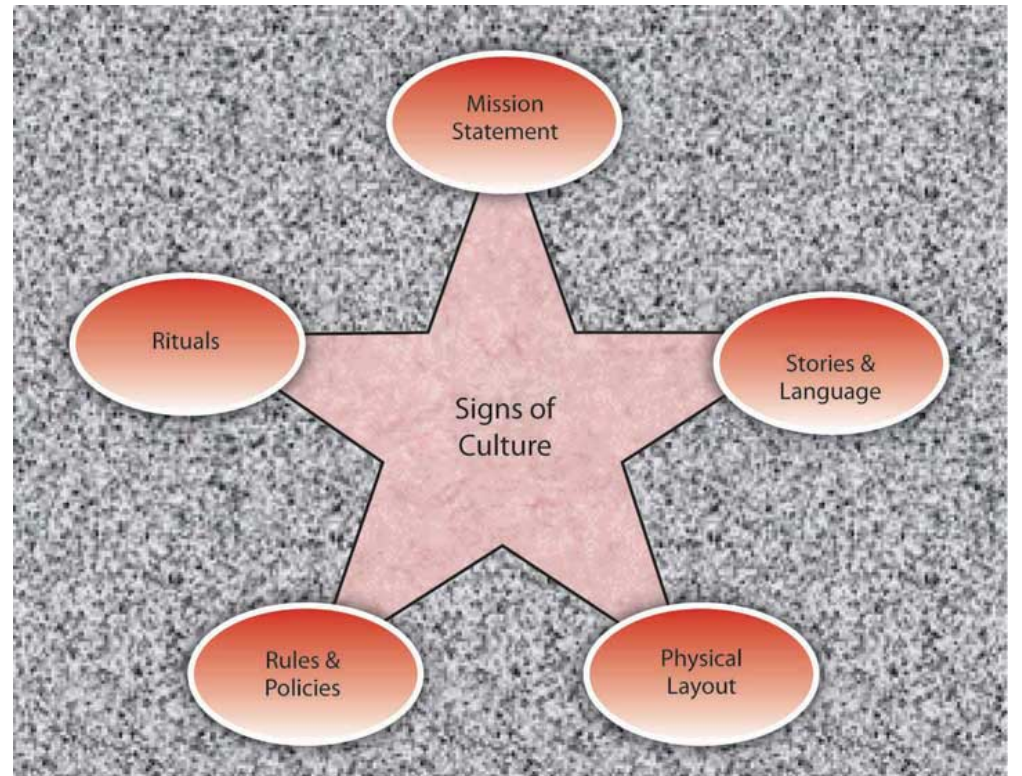 Mission
Statement
Rituals
Stories &
Language
Signs of
Culture
Rules &
Policies
Physical
Layout